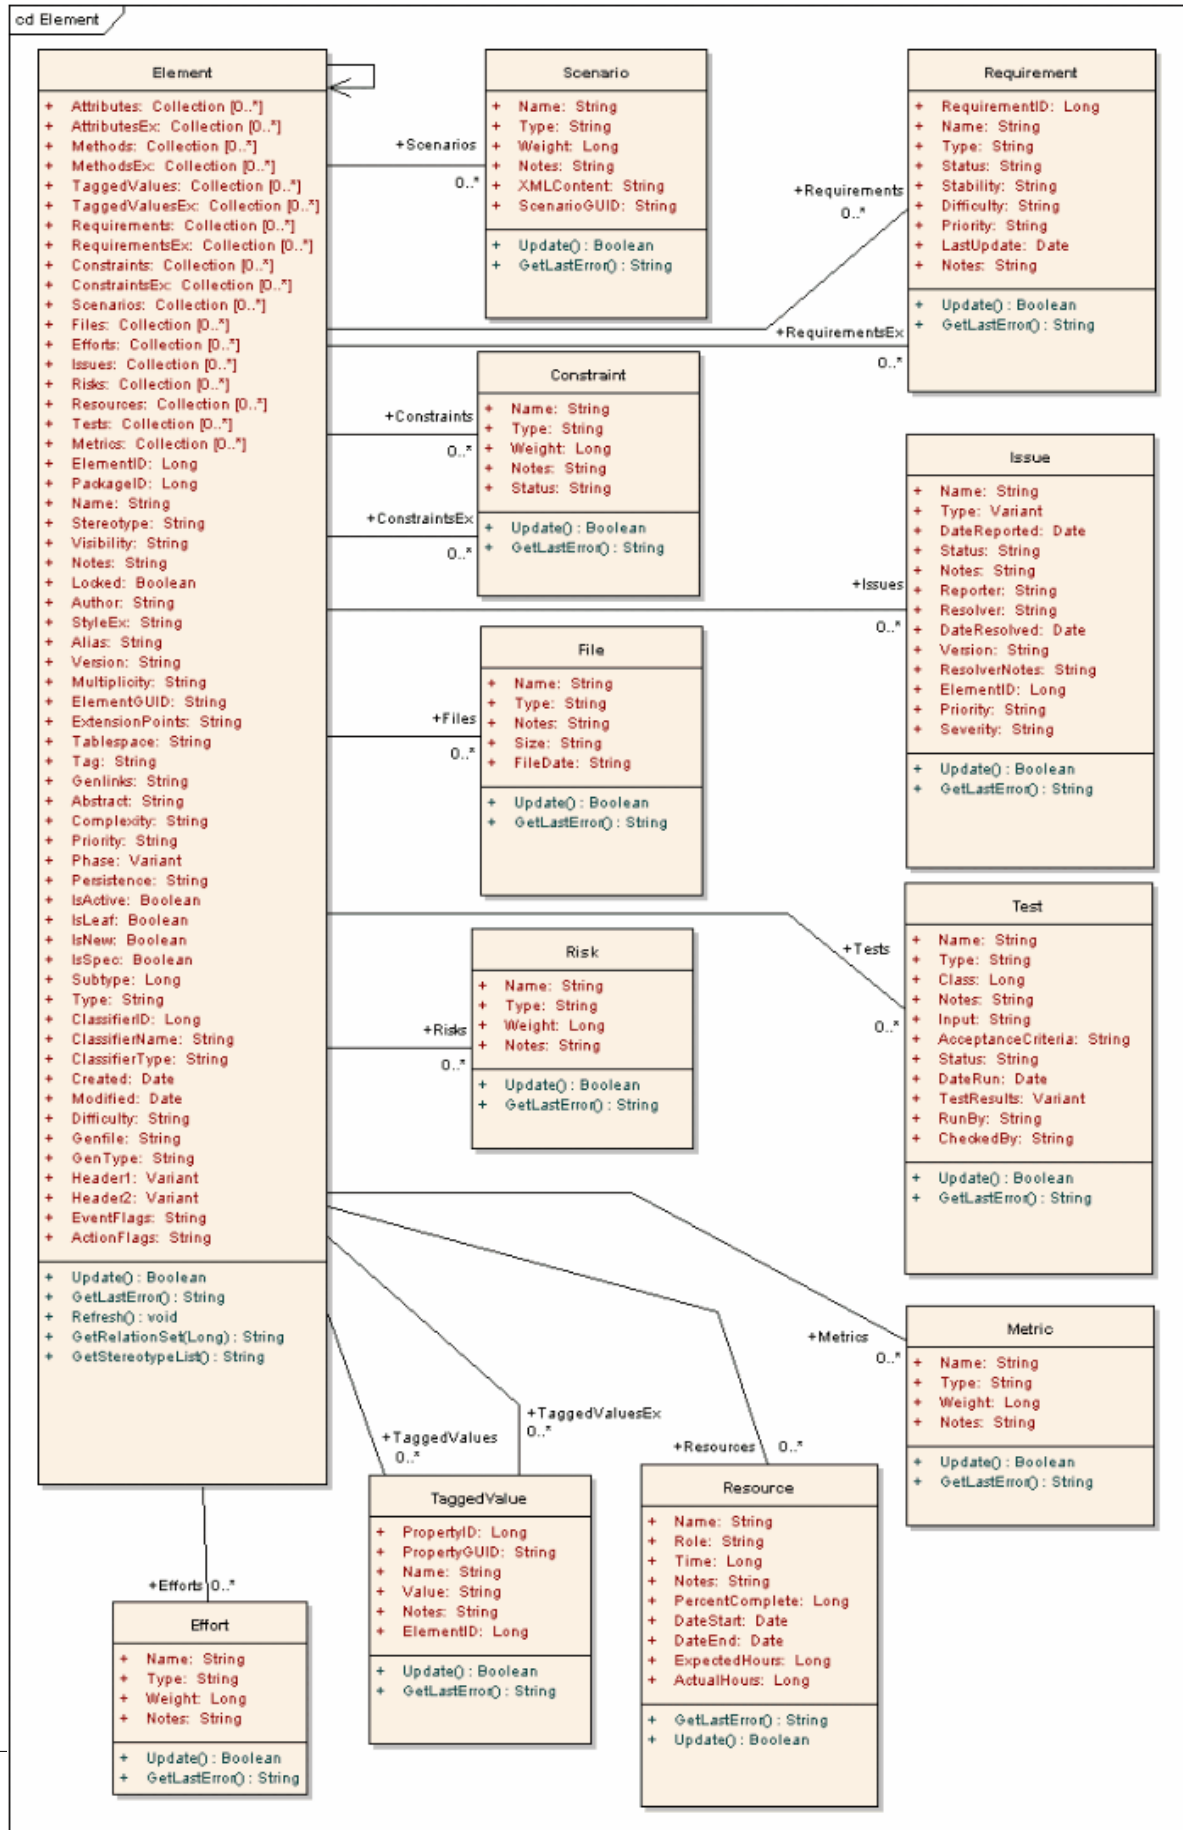 cd Element
Element
+ Attributes: Collection [0..*]
+ AttributesEx: Collection [0..*]
+ Methods: Collection [0..*]
+ MethodsEx: Collection [0..*]
+ TaggedValues: Collection [0..*]
+ TaggedValuesEx: Collection [0..*]
+ Requirements: Collection [0..*]
+ RequirementsEx: Collection [0..*]
+ Constraints: Collection [0..*]
+ ConstraintsEx: Collection [0..*]
+ Scenarios: Collection [0..*]
+ Files: Collection [0..*]
+ Efforts: Collection [0..*]
+ Issues: Collection [0..*]
+ Risks: Collection [0..*]
+ Resources: Collection [0..*]
+ Tests: Collection [0..*]
+ Metrics: Collection [0..*]
+ ElementID: Long
+ PackageID: Long
+ Name: String
+ Stereotype: String
+ Visibility: String
+ Notes: String
+ Locked: Boolean
+ Author: String
+ StyleEx: String
+ Alias: String
+ Version: String
+ Multiplicity: String
+ ElementGUID: String
+ ExtensionPoints: String
+ Tablespace: String
+ Tag: String
+ Genlinks: String
+ Abstract: String
+ Complexity: String
+ Priority: String
+ Phase: Variant
+ Persistence: String
+ IsActive: Boolean
+ IsLeaf: Boolean
+ IsNew: Boolean
+ IsSpec: Boolean
+ Subtype: Long
+ Type: String
+ ClassifierID: Long
+ ClassifierName: String
+ ClassifierType: String
+ Created: Date
+ Modified: Date
+ Difficulty: String
+ Genfile: String
+ GenType: String
+ Header1: Variant
+ Header2: Variant
+ EventFlags: String
+ ActionFlags: String
+ Update() : Boolean
+ GetLastError() : String
+ Refresh() : void
+ GetRelationSet(Long) : String
+ GetStereotypeList() : String
+Scenarios
0..*
Scenario
+ Name: String
+ Type: String
+ Weight: Long
+ Notes: String
+ XMLContent: String
+ ScenarioGUID: String
+ Update() : Boolean
+ GetLastError() : String
+Requirements
0..*
+RequirementsEx
0..*
Requirement
+ RequirementID: Long
+ Name: String
+ Type: String
+ Status: String
+ Stability: String
+ Difficulty: String
+ Priority: String
+ LastUpdate: Date
+ Notes: String
+ Update() : Boolean
+ GetLastError() : String
+Constraints
0..*
+ConstraintsEx
0..*
Constraint
+ Name: String
+ Type: String
+ Weight: Long
+ Notes: String
+ Status: String
+ Update() : Boolean
+ GetLastError() : String
+Issues
0..*
Issue
+ Name: String
+ Type: Variant
+ DateReported: Date
+ Status: String
+ Notes: String
+ Reporter: String
+ Resolver: String
+ DateResolved: Date
+ Version: String
+ ResolverNotes: String
+ ElementID: Long
+ Priority: String
+ Severity: String
+ Update() : Boolean
+ GetLastError() : String
+Files
0..*
File
+ Name: String
+ Type: String
+ Notes: String
+ Size: String
+ FileDate: String
+ Update() : Boolean
+ GetLastError() : String
+Tests
0..*
Test
+ Name: String
+ Type: String
+ Class: Long
+ Notes: String
+ Input: String
+ AcceptanceCriteria: String
+ Status: String
+ DateRun: Date
+ TestResults: Variant
+ RunBy: String
+ CheckedBy: String
+ Update() : Boolean
+ GetLastError() : String
+Risks
0..*
Risk
+ Name: String
+ Type: String
+ Weight: Long
+ Notes: String
+ Update() : Boolean
+ GetLastError() : String
+Metrics
0..*
Metric
+ Name: String
+ Type: String
+ Weight: Long
+ Notes: String
+ Update() : Boolean
+ GetLastError() : String
+TaggedValues
0..*
+TaggedValuesEx
0..*
TaggedValue
+ PropertyID: Long
+ PropertyGUID: String
+ Name: String
+ Value: String
+ Notes: String
+ ElementID: Long
+ Update() : Boolean
+ GetLastError() : String
+Resources 0..*
Resource
+ Name: String
+ Role: String
+ Time: Long
+ Notes: String
+ PercentComplete: Long
+ DateStart: Date
+ DateEnd: Date
+ ExpectedHours: Long
+ ActualHours: Long
+ GetLastError() : String
+ Update() : Boolean
+Efforts 0..*
Effort
+ Name: String
+ Type: String
+ Weight: Long
+ Notes: String
+ Update() : Boolean
+ GetLastError() : String